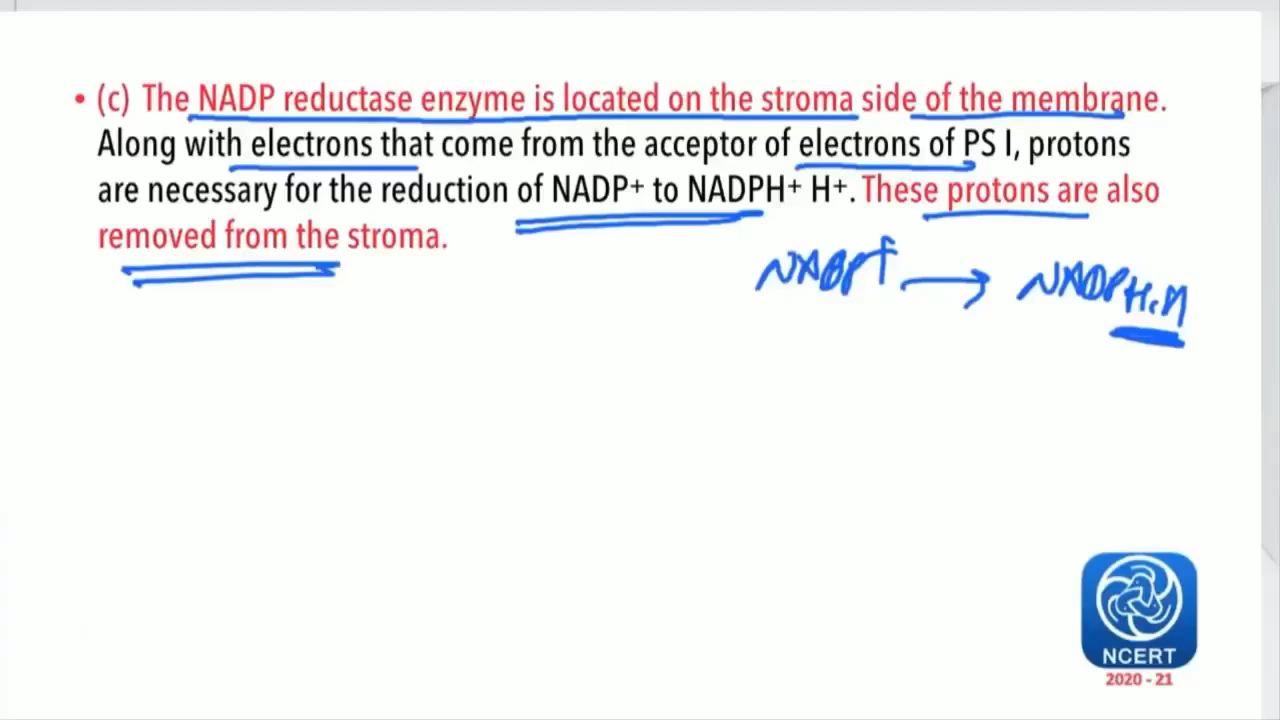 • (c) The NADP reductase enzyme is located on the stroma side of the membrane.
Along with electrons that come from the acceptor of electrons of PS I, protons
are necessary for the reduction of NADP+ to NADPH+ H+. These protons are also
removed from the stroma.
NADP+ → NADPH.H
NCERT
2020 - 21